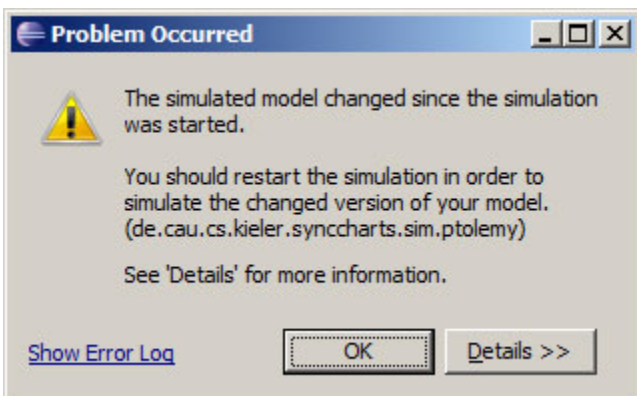 Problem Occurred
The simulated model changed since the simulation
was started.
You should restart the simulation in order to
simulate the changed version of your model.
(de.cau.cs.kieler.synccharts.sim.ptolemy)
See 'Details' for more information.
Show Error Log
OK
Details >>